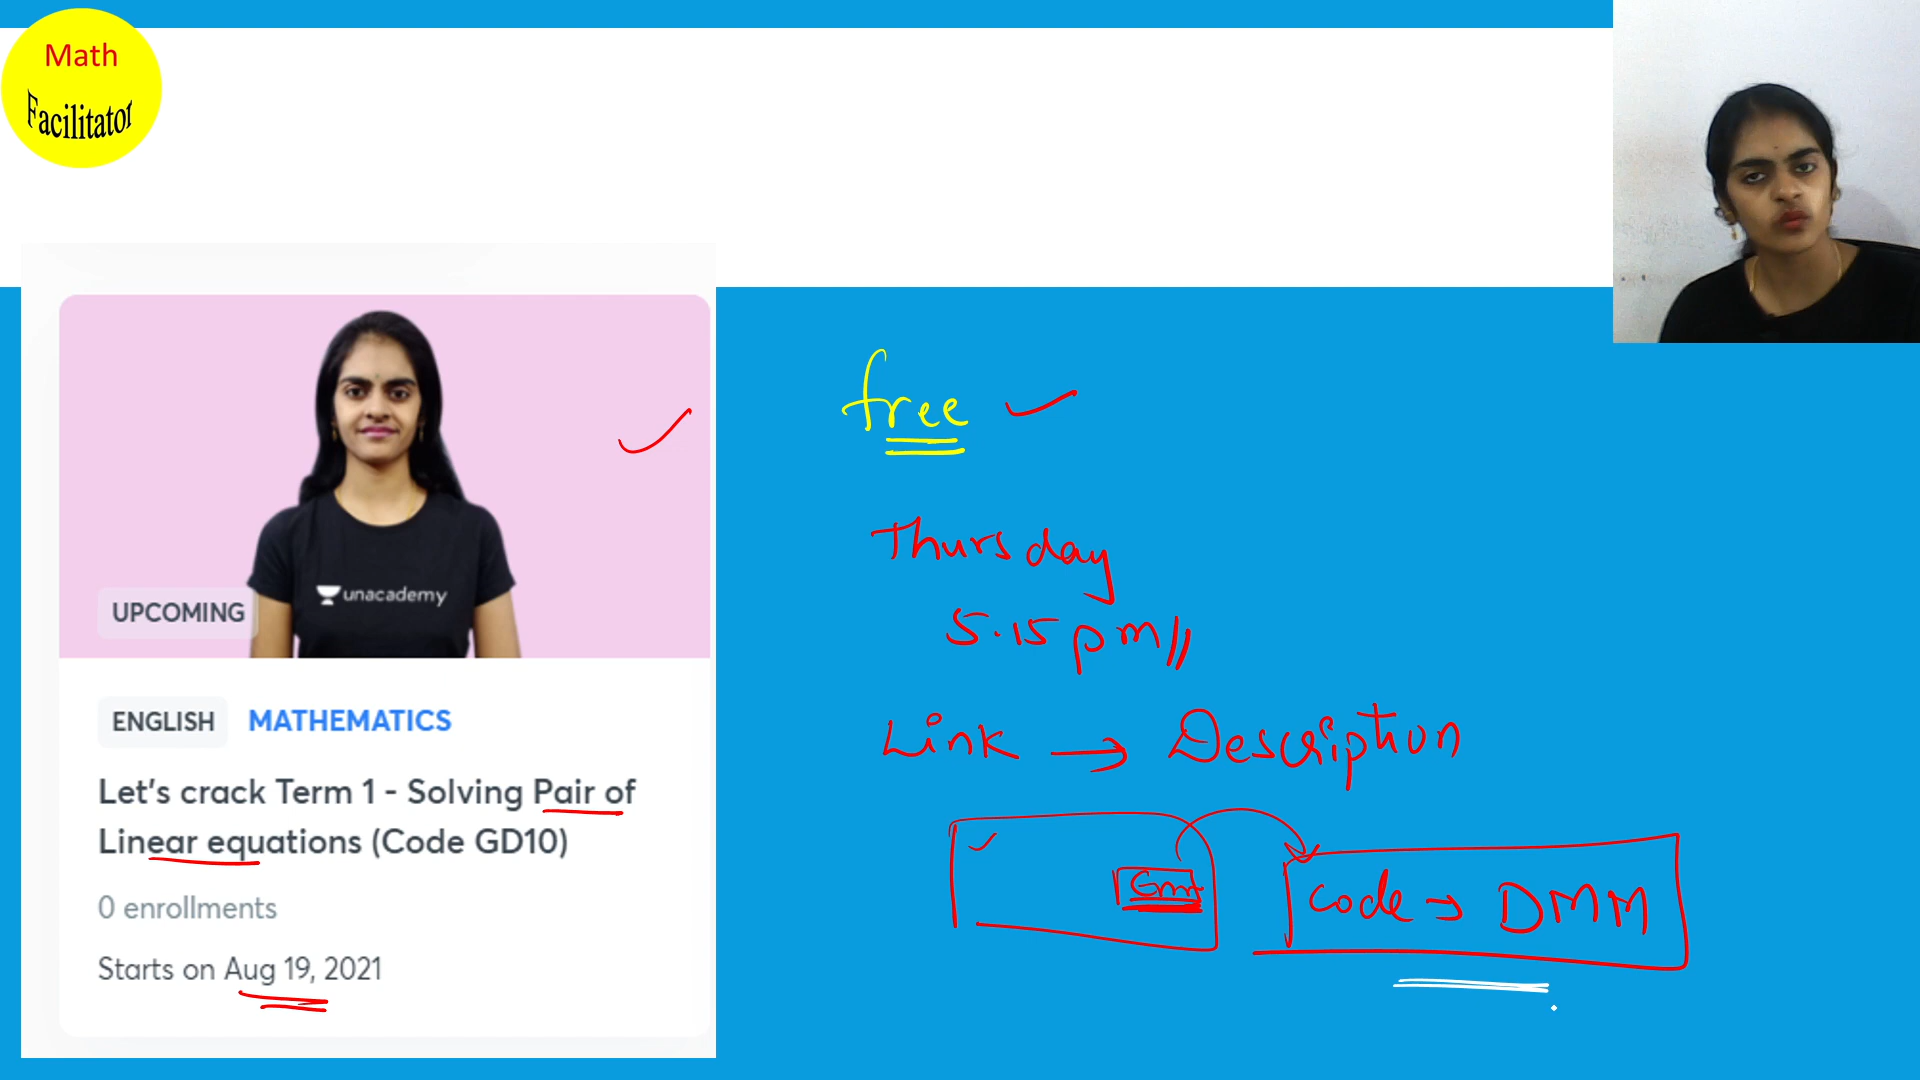 Math
Facilitator
unacademy
UPCOMING
ENGLISH MATHEMATICS
Let's crack Term 1 - Solving Pair of
Linear equations (Code GD10)
0 enrollments
Starts on Aug 19, 2021
free
Thursday
5.15 pm
Link → Description
Code → DMM